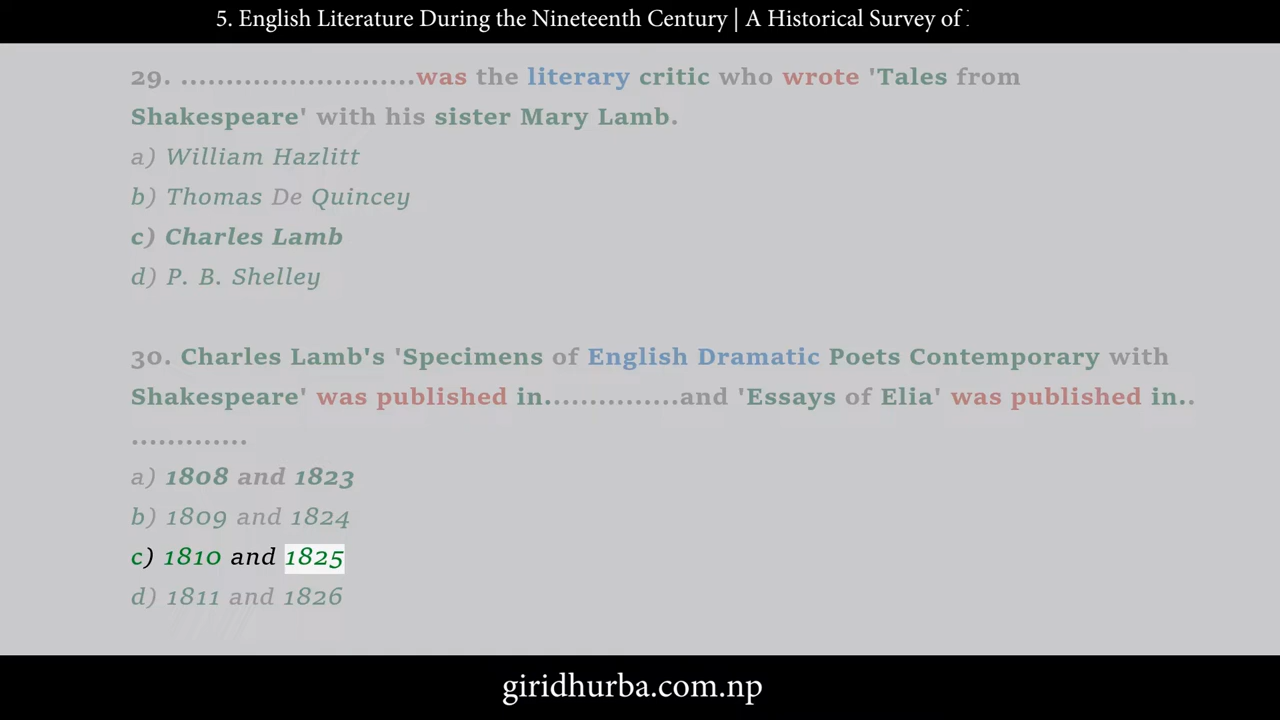 5. English Literature During the Nineteenth Century | A Historical Survey of
29. ..........................was the literary critic who wrote 'Tales from
Shakespeare' with his sister Mary Lamb.
a) William Hazlitt
b) Thomas De Quincey
c) Charles Lamb
d) P. B. Shelley
30. Charles Lamb's 'Specimens of English Dramatic Poets Contemporary with
Shakespeare' was published in...............and 'Essays of Elia' was published in..
.............
a) 1808 and 1823
b) 1809 and 1824
c) 1810 and 1825
d) 1811 and 1826
giridhurba.com.np